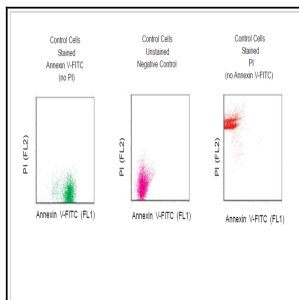 Control Cells
Stained
Annexin V-FITC
(no PI)
Control Cells
Unstained
Negative Control
Control Cells
Stained
PI
(no Annexin V-FITC)
PI (FL2)
PI (FL2)
PI (FL2)
Annexin V-FITC (FL1)
Annexin V-FITC (FL1)
Annexin V-FITC (FL1)